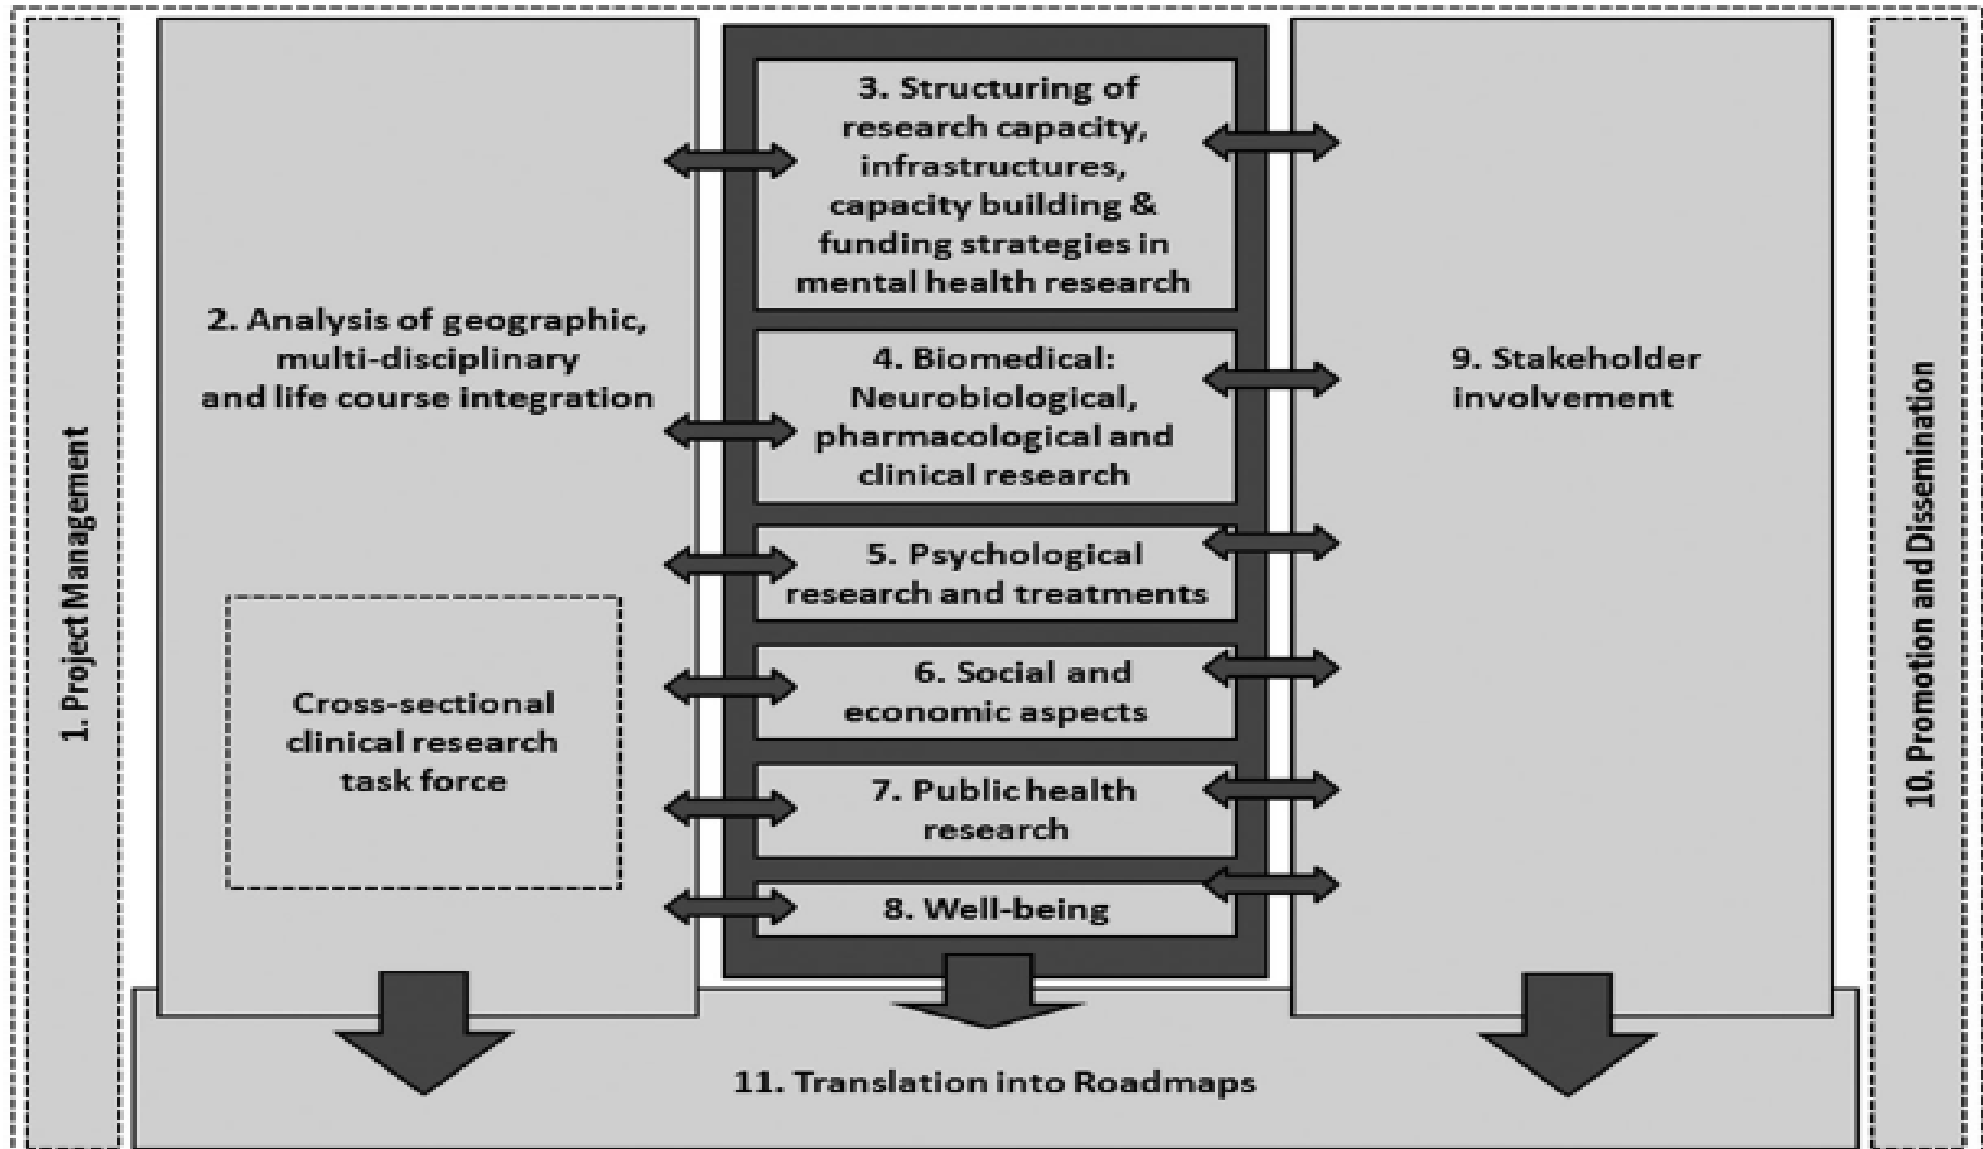 1. Project Management
2. Analysis of geographic,
multi-disciplinary
and life course integration
Cross-sectional
clinical research
task force
3. Structuring of
research capacity,
infrastructures,
capacity building &
funding strategies in
mental health research
4. Biomedical:
Neurobiological,
pharmacological and
clinical research
5. Psychological
research and treatments
6. Social and
economic aspects
7. Public health
research
8. Well-being
9. Stakeholder
involvement
10. Promotion and Dissemination
11. Translation into Roadmaps